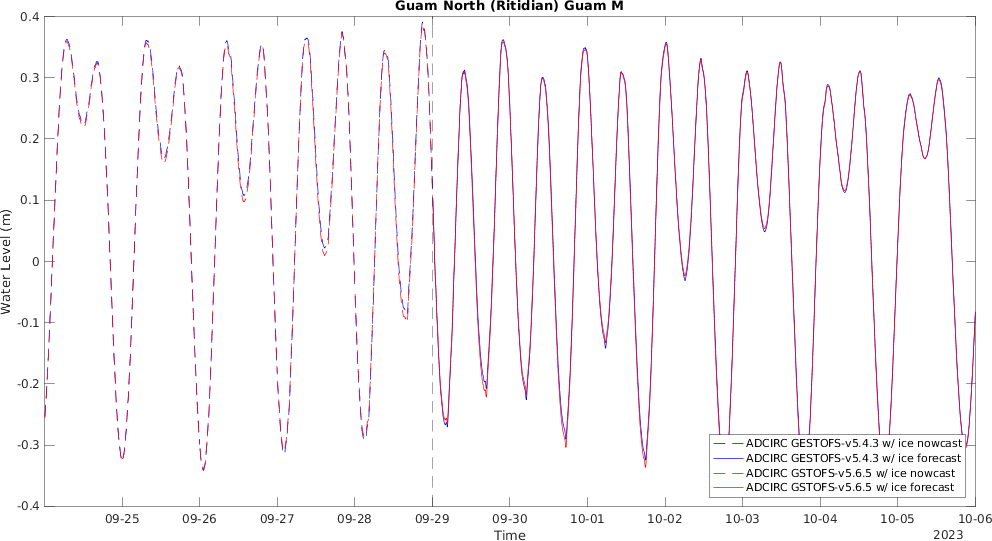 Guam North (Ritidian) Guam M
0.4
0.3
0.2
0.1
0
-0.1
-0.2
-0.3
-0.4
Water Level (m)
ADCIRC GESTOFS-v5.4.3 w/ ice nowcast
ADCIRC GESTOFS-v5.4.3 w/ ice forecast
ADCIRC GSTOFS-v5.6.5 w/ ice nowcast
ADCIRC GSTOFS-v5.6.5 w/ ice forecast
09-25 09-26 09-27 09-28 09-29 09-30 10-01 10-02 10-03 10-04 10-05 10-06
Time
2023